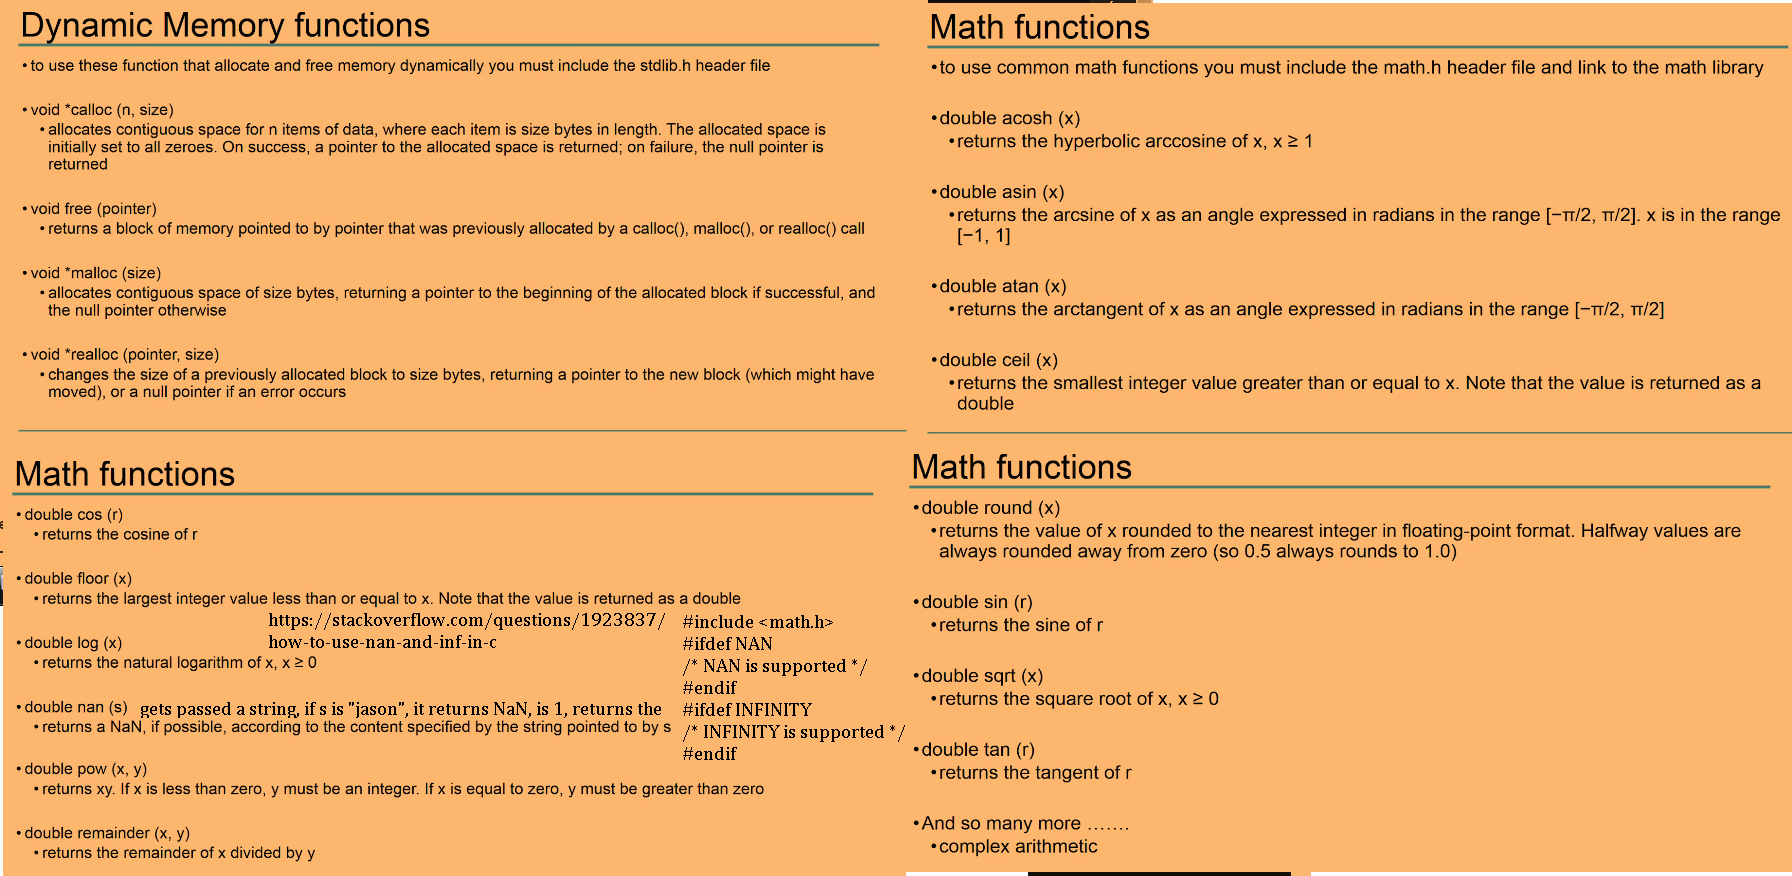 Dynamic Memory functions
• to use these function that allocate and free memory dynamically you must include the stdlib.h header file
• void *calloc (n, size)
• allocates contiguous space for n items of data, where each item is size bytes in length. The allocated space is
initially set to all zeroes. On success, a pointer to the allocated space is returned; on failure, the null pointer is
returned
• void free (pointer)
• returns a block of memory pointed to by pointer that was previously allocated by a calloc(), malloc(), or realloc() call
• void *malloc (size)
• allocates contiguous space of size bytes, returning a pointer to the beginning of the allocated block if successful, and
the null pointer otherwise
• void *realloc (pointer, size)
• changes the size of a previously allocated block to size bytes, returning a pointer to the new block (which might have
moved), or a null pointer if an error occurs
Math functions
• to use common math functions you must include the math.h header file and link to the math library
• double acosh (x)
• returns the hyperbolic arccosine of x, x ≥ 1
• double asin (x)
• returns the arcsine of x as an angle expressed in radians in the range [−π/2, π/2]. x is in the range
[−1, 1]
• double atan (x)
• returns the arctangent of x as an angle expressed in radians in the range [−π/2, π/2]
• double ceil (x)
• returns the smallest integer value greater than or equal to x. Note that the value is returned as a
double
Math functions
• double cos (r)
• returns the cosine of r
• double floor (x)
• returns the largest integer value less than or equal to x. Note that the value is returned as a double
https://stackoverflow.com/questions/1923837/
how-to-use-nan-and-inf-in-c
• double log (x)
• returns the natural logarithm of x, x ≥ 0
• double nan (s) gets passed a string, if s is "jason", it returns NaN, is 1, returns the
• returns a NaN, if possible, according to the content specified by the string pointed to by s
#include <math.h>
#ifdef NAN
/* NAN is supported */
#endif
#ifdef INFINITY
/* INFINITY is supported */
#endif
• double pow (x, y)
• returns xy. If x is less than zero, y must be an integer. If x is equal to zero, y must be greater than zero
• double remainder (x, y)
• returns the remainder of x divided by y
Math functions
• double round (x)
• returns the value of x rounded to the nearest integer in floating-point format. Halfway values are
always rounded away from zero (so 0.5 always rounds to 1.0)
• double sin (r)
• returns the sine of r
• double sqrt (x)
• returns the square root of x, x ≥ 0
• double tan (r)
• returns the tangent of r
• And so many more …….
• complex arithmetic